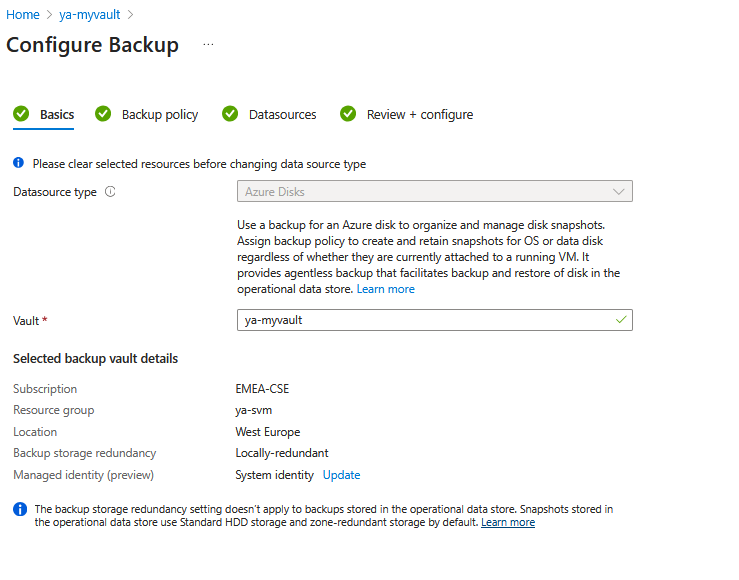 Home > ya-myvault >
Configure Backup ...
Basics Backup policy Datasources Review + configure
Please clear selected resources before changing data source type
Datasource type Azure Disks
Use a backup for an Azure disk to organize and manage disk snapshots.
Assign backup policy to create and retain snapshots for OS or data disk
regardless of whether they are currently attached to a running VM. It
provides agentless backup that facilitates backup and restore of disk in the
operational data store. Learn more
Vault * ya-myvault
Selected backup vault details
Subscription EMEA-CSE
Resource group ya-svm
Location West Europe
Backup storage redundancy Locally-redundant
Managed identity (preview) System identity Update
The backup storage redundancy setting doesn't apply to backups stored in the operational data store. Snapshots stored in
the operational data store use Standard HDD storage and zone-redundant storage by default. Learn more